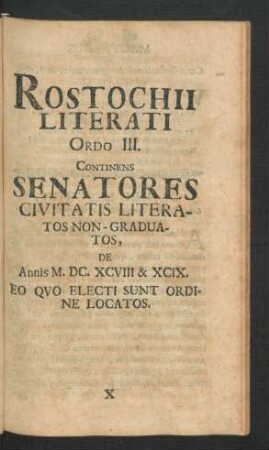 ROSTOCHII
LITERATI
ORDO III.
CONTINENS
SENATORES
CIVITATIS LITERA-
TOS NON-GRADUA-
TOS,
DE
Annis M. DC. XCVIII & XCIX.
EO QVO ELECTI SUNT ORDI-
NE LOCATOS.
X